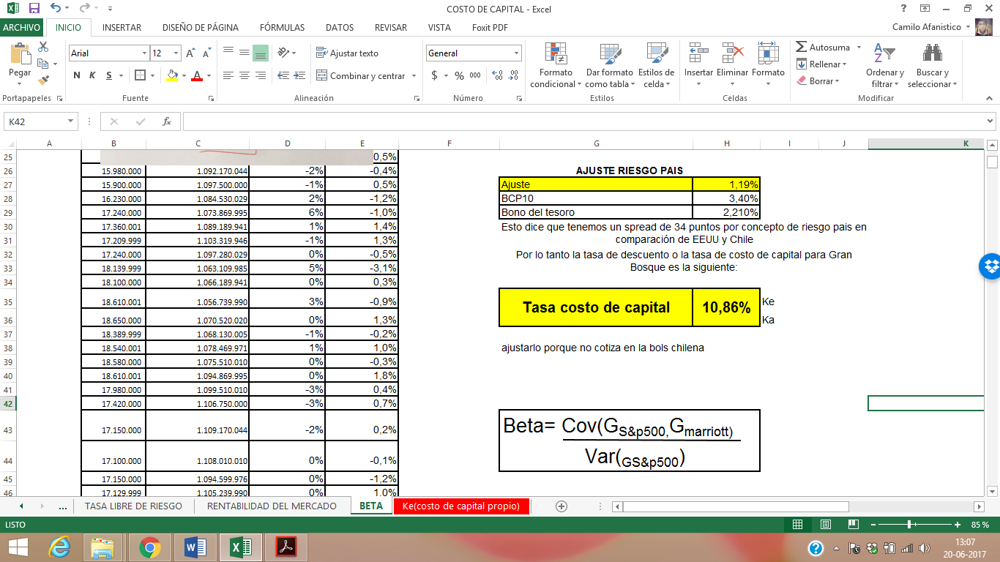 COSTO DE CAPITAL - Excel
ARCHIVO INICIO INSERTAR DISEÑO DE PÁGINA FÓRMULAS DATOS REVISAR VISTA Foxit PDF Camilo Afanistico
Pegar
Arial 12
N K S
Ajustar texto
Combinar y centrar
General
$ % 000
Formato condicional
Dar formato como tabla
Estilos de celda
Insertar Eliminar Formato
Autosuma
Rellenar
Borrar
Ordenar y filtrar
Buscar y seleccionar
Portapapeles Fuente Alineación Número Estilos Celdas Modificar
K42 fx
A B C D E F G H I J K
25 0,5%
26 15.980.000 1.092.170.044 -2% -0,4% AJUSTE RIESGO PAIS
27 15.900.000 1.097.500.000 -1% 0,5% Ajuste 1,19%
28 16.230.000 1.084.530.029 2% -1,2% BCP10 3,40%
29 17.240.000 1.073.869.995 6% -1,0% Bono del tesoro 2,210%
30 17.360.001 1.089.189.941 1% 1,4% Esto dice que tenemos un spread de 34 puntos por concepto de riesgo pais en
31 17.209.999 1.103.319.946 -1% 1,3% comparación de EEUU y Chile
32 17.240.000 1.097.280.029 0% -0,5% Por lo tanto la tasa de descuento o la tasa de costo de capital para Gran
33 18.139.999 1.063.109.985 5% -3,1% Bosque es la siguiente:
34 18.100.000 1.066.189.941 0% 0,3%
35 18.610.001 1.056.739.990 3% -0,9% Tasa costo de capital 10,86% Ke
36 18.650.000 1.070.520.020 0% 1,3% Ka
37 18.389.999 1.068.130.005 -1% -0,2%
38 18.540.001 1.078.469.971 1% 1,0% ajustarlo porque no cotiza en la bols chilena
39 18.580.000 1.075.510.010 0% -0,3%
40 18.610.001 1.094.869.995 0% 1,8%
41 17.980.000 1.099.510.010 -3% 0,4%
42 17.420.000 1.106.750.000 -3% 0,7%
43 17.150.000 1.109.170.044 -2% 0,2% Beta= Cov(GS&p500,Gmarriott)
44 17.100.000 1.108.010.010 0% -0,1% Var(GS&p500)
45 17.150.000 1.094.599.976 0% -1,2%
46 17.129.999 1.105.239.990 0% 1,0%
... TASA LIBRE DE RIESGO RENTABILIDAD DEL MERCADO BETA Ke(costo de capital propio)
LISTO 85 %
13:07
20-06-2017